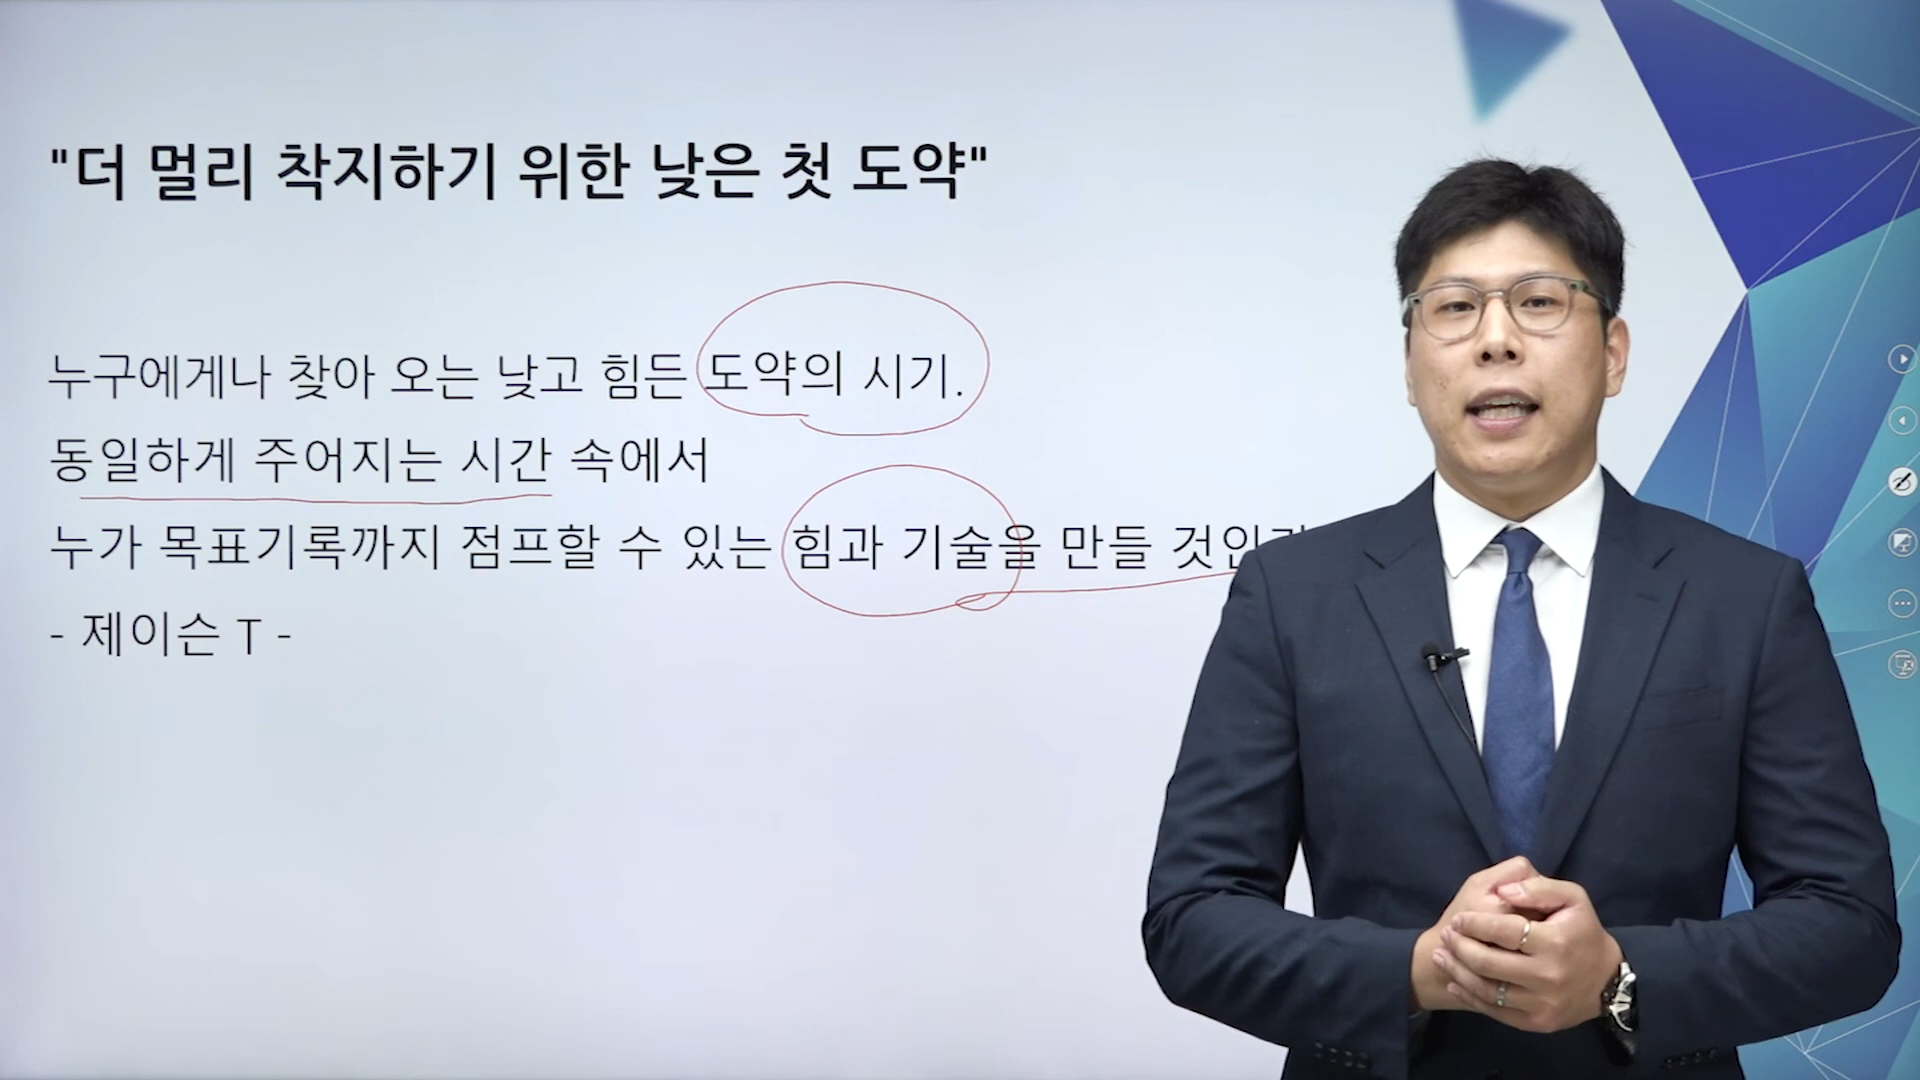 "더 멀리 착지하기 위한 낮은 첫 도약"
누구에게나 찾아 오는 낮고 힘든 도약의 시기.
동일하게 주어지는 시간 속에서
누가 목표기록까지 점프할 수 있는 힘과 기술을 만들
- 제이슨 T -